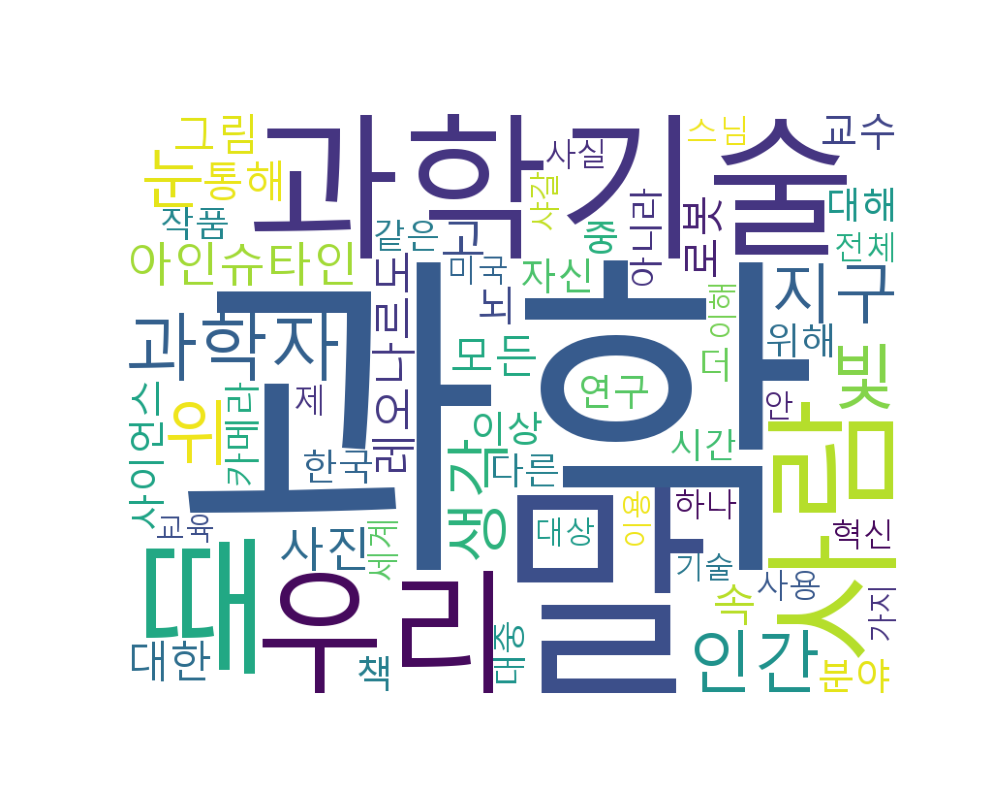 그림
과학기술
스님
교수
눈
통해
사실
샤갈
로봇
대해
작품
같은
고
중
아니라
전체
아인슈타인
미국
자신
지구
레오나르도
뇌
이해
과학자
과학
모든
더
위해
빛
연구
위
카메라
제
이상
시간
안
사람
사이언스
한국
생각
다른
말
하나
이용
교육
사진
세계
대상
혁신
때
우리
기술
속
사용
가지
대한
책
대중
인간
분야